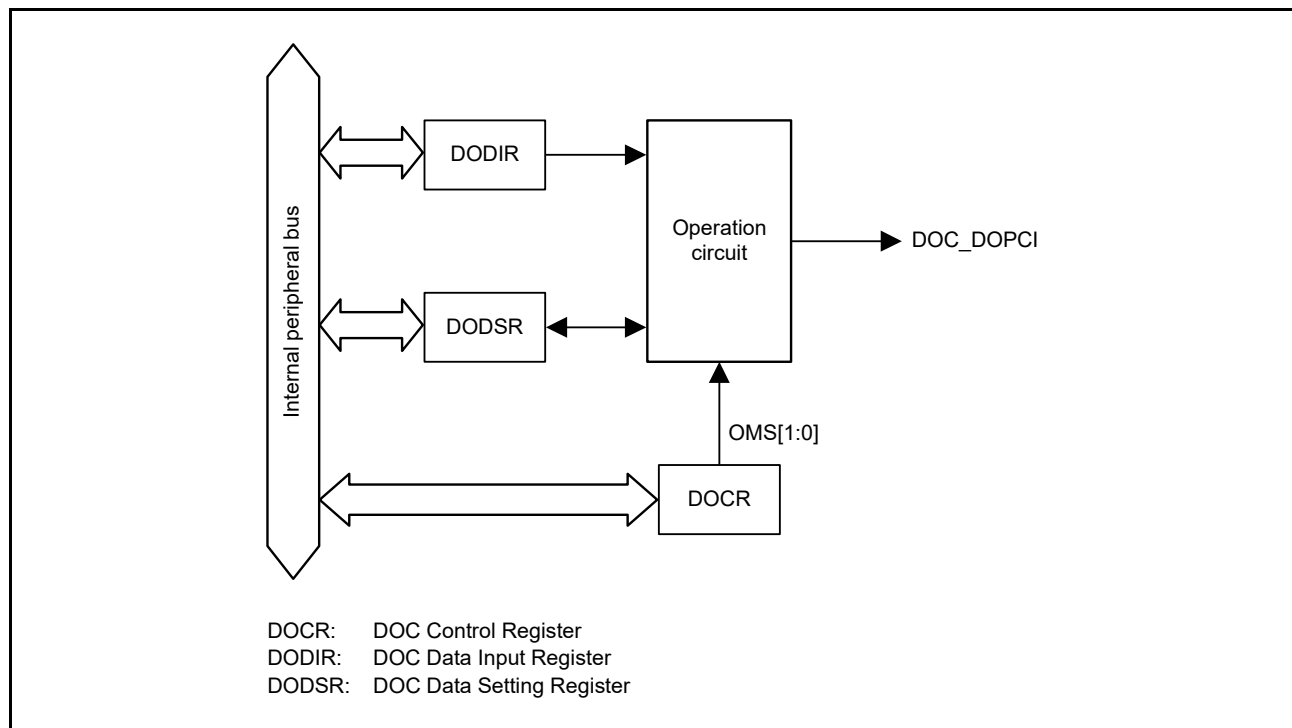 Internal peripheral bus
DODIR
DODSR
Operation
circuit
DOC_DOPCI
OMS[1:0]
DOCR
DOCR: DOC Control Register
DODIR: DOC Data Input Register
DODSR: DOC Data Setting Register